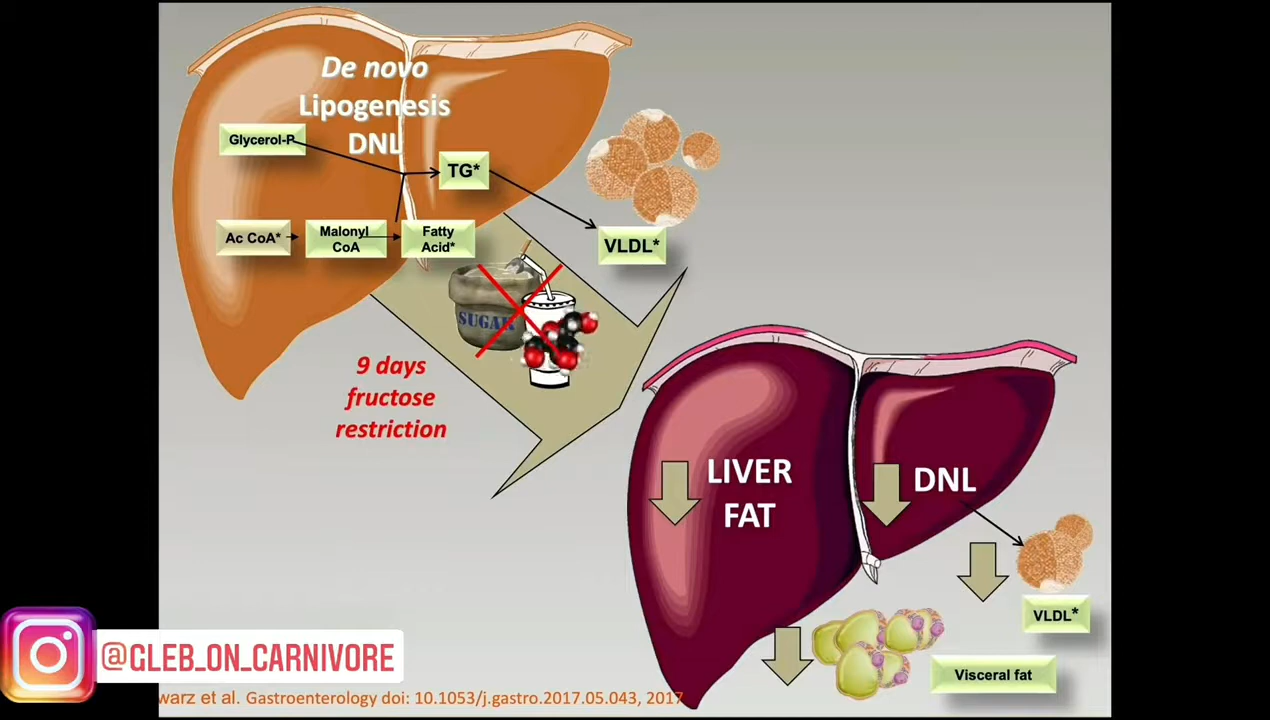 De novo
Lipogenesis
DNL
Glycerol-P
TG*
Ac CoA*
Malonyl
CoA
Fatty
Acid*
VLDL*
SUGAR
9 days
fructose
restriction
LIVER
FAT
DNL
VLDL*
Visceral fat
@GLEB_ON_CARNIVORE
warz et al. Gastroenterology doi: 10.1053/j.gastro.2017.05.043, 2017